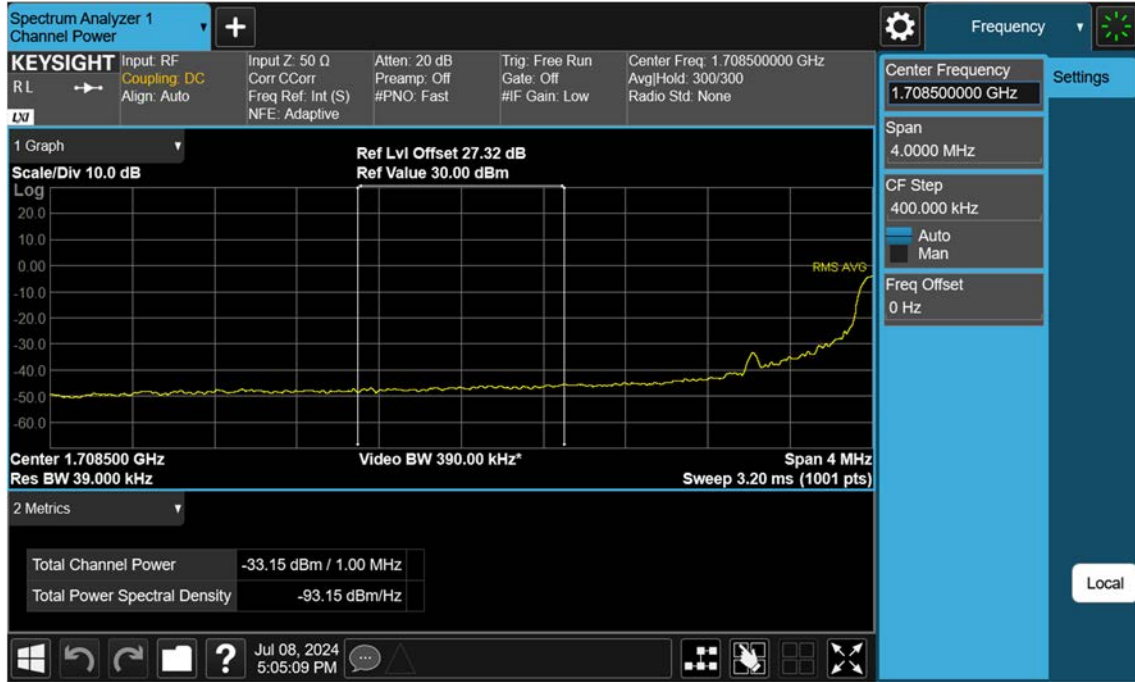 Spectrum Analyzer 1
Channel Power
+
Frequency
KEYSIGHT
R L
LXI
Input: RF
Coupling: DC
Align: Auto
Input Z: 50 Ω
Corr CCorr
Freq Ref: Int (S)
NFE: Adaptive
Atten: 20 dB
Preamp: Off
#PNO: Fast
Trig: Free Run
Gate: Off
#IF Gain: Low
Center Freq: 1.708500000 GHz
Avg|Hold: 300/300
Radio Std: None
Center Frequency
1.708500000 GHz
Settings
Span
4.0000 MHz
CF Step
400.000 kHz
Auto
Man
Freq Offset
0 Hz
1 Graph
Scale/Div 10.0 dB
Ref Lvl Offset 27.32 dB
Ref Value 30.00 dBm
Log
20.0
10.0
0.00
-10.0
-20.0
-30.0
-40.0
-50.0
-60.0
RMS AVG
Center 1.708500 GHz
Video BW 390.00 kHz*
Span 4 MHz
Res BW 39.000 kHz
Sweep 3.20 ms (1001 pts)
2 Metrics
Total Channel Power -33.15 dBm / 1.00 MHz
Total Power Spectral Density -93.15 dBm/Hz
Local
?
Jul 08, 2024
5:05:09 PM